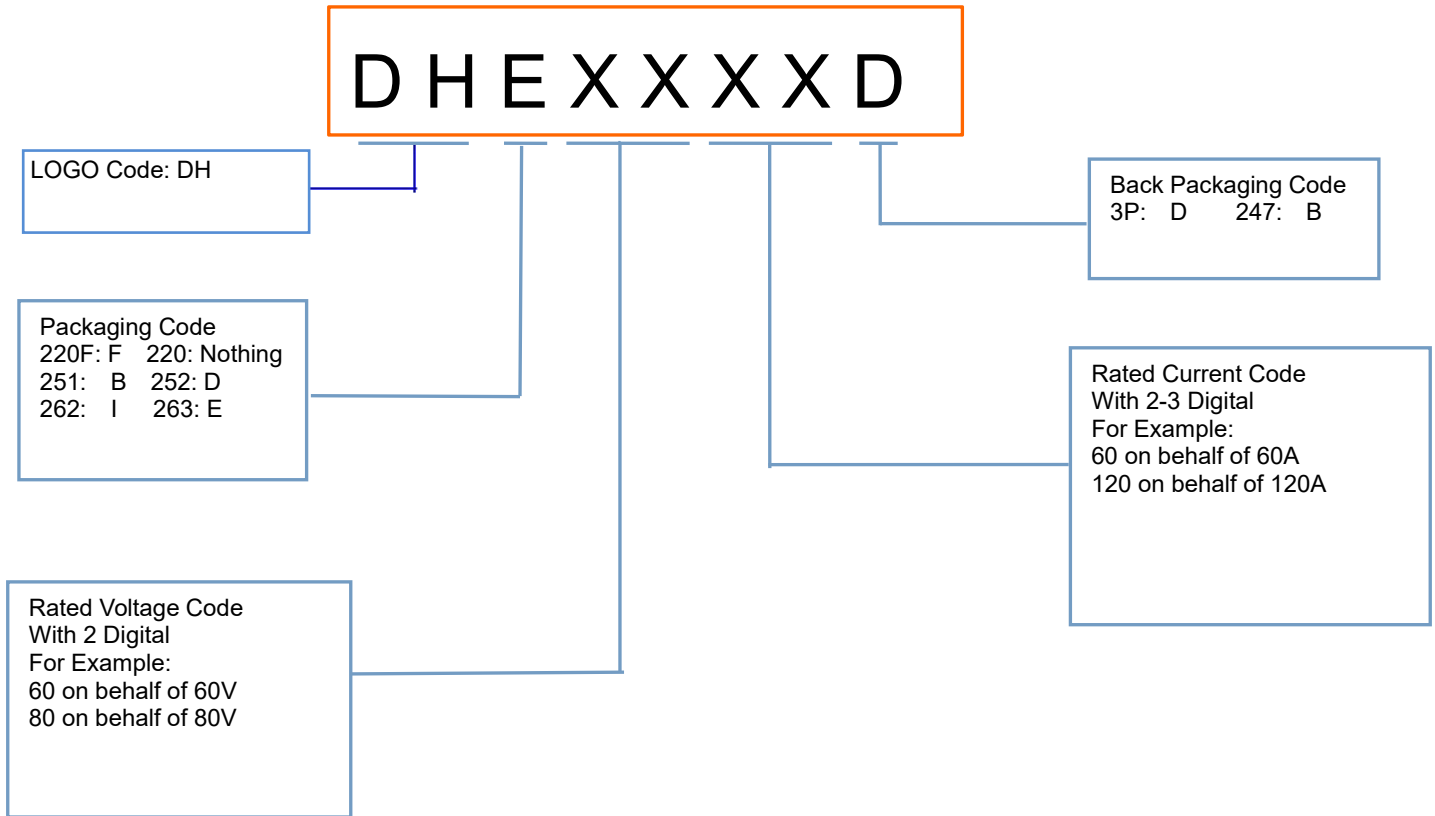 D H E X X X X D
LOGO Code: DH
Back Packaging Code
3P: D 247: B
Packaging Code
220F: F 220: Nothing
251: B 252: D
262: I 263: E
Rated Current Code
With 2-3 Digital
For Example:
60 on behalf of 60A
120 on behalf of 120A
Rated Voltage Code
With 2 Digital
For Example:
60 on behalf of 60V
80 on behalf of 80V